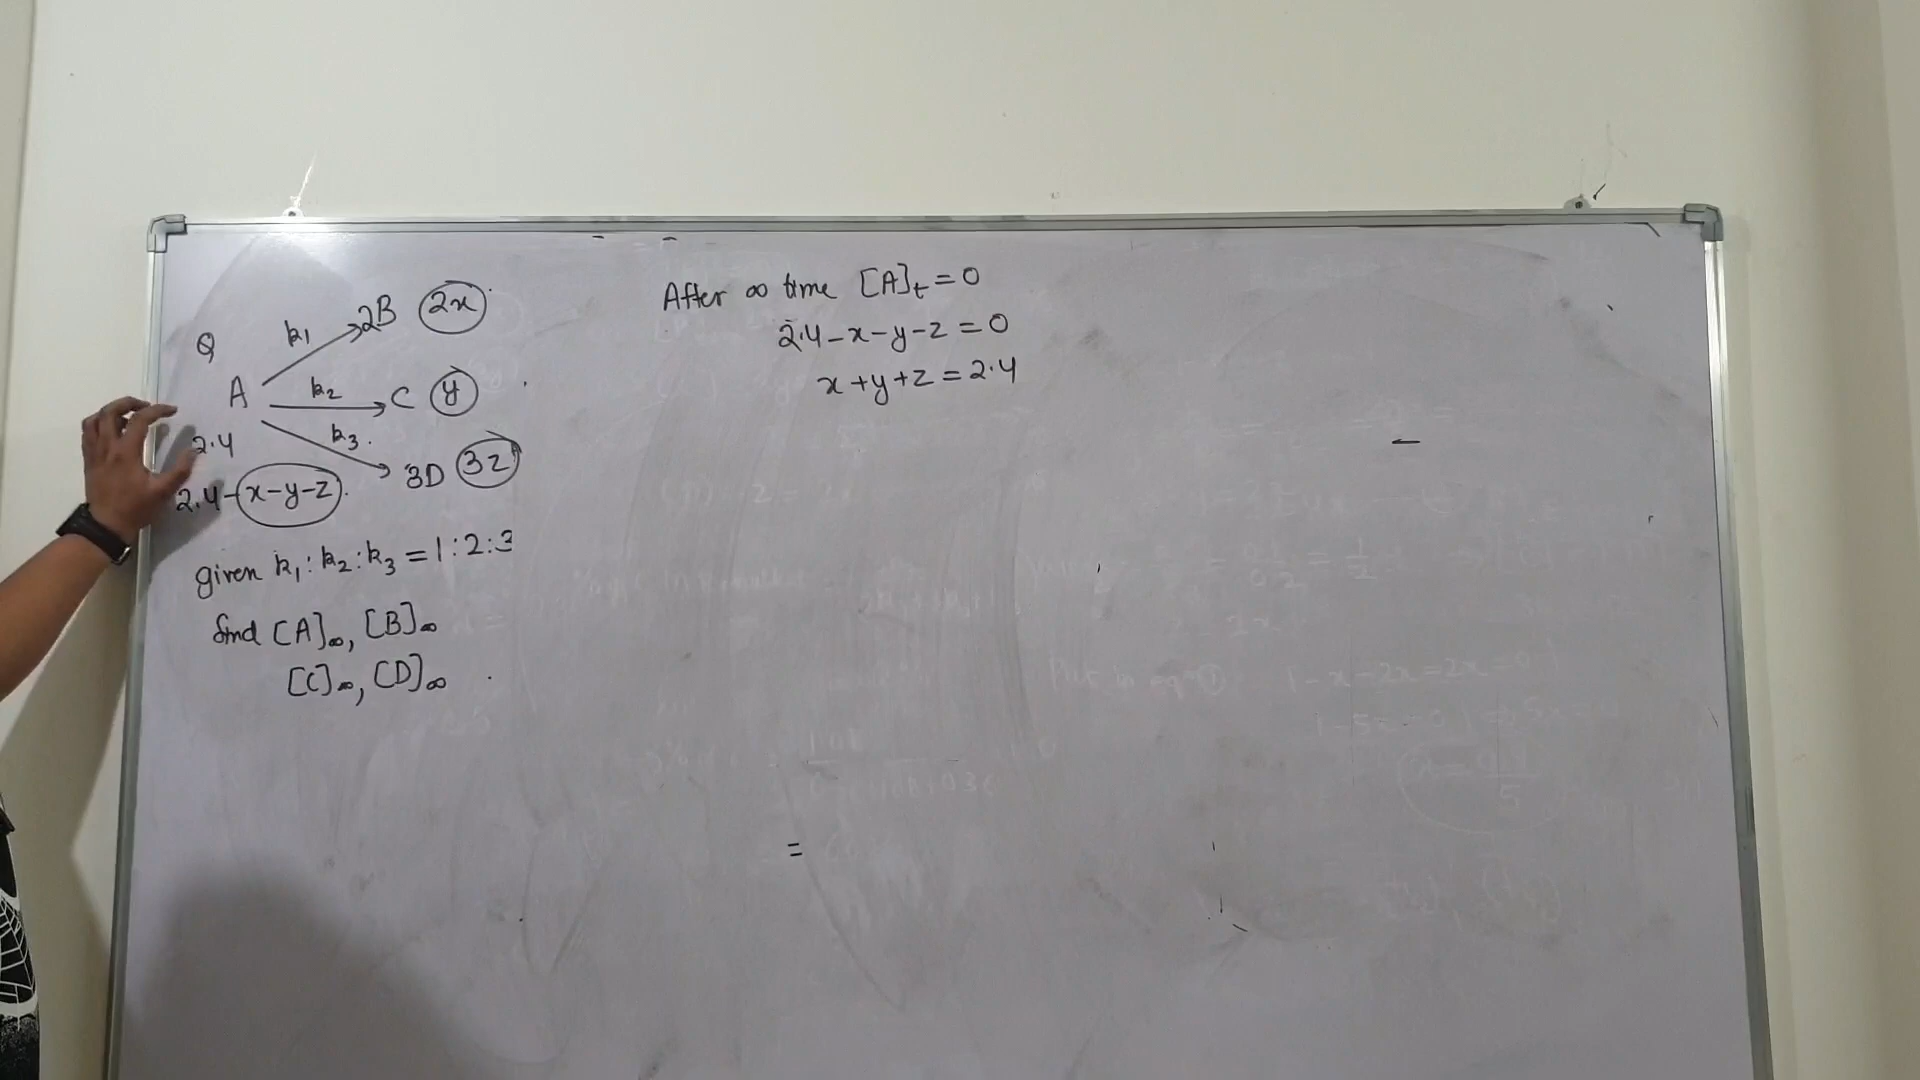 Q
A
2.4
2.4-x-y-z
k₁
2B 2x
k₂
C y
k₃.
3D 3z
given k₁:k₂:k₃=1:2:3
find [A]∞, [B]∞
[C]∞, [D]∞
After ∞ time [A]t=0
2.4-x-y-z=0
x+y+z=2.4
=